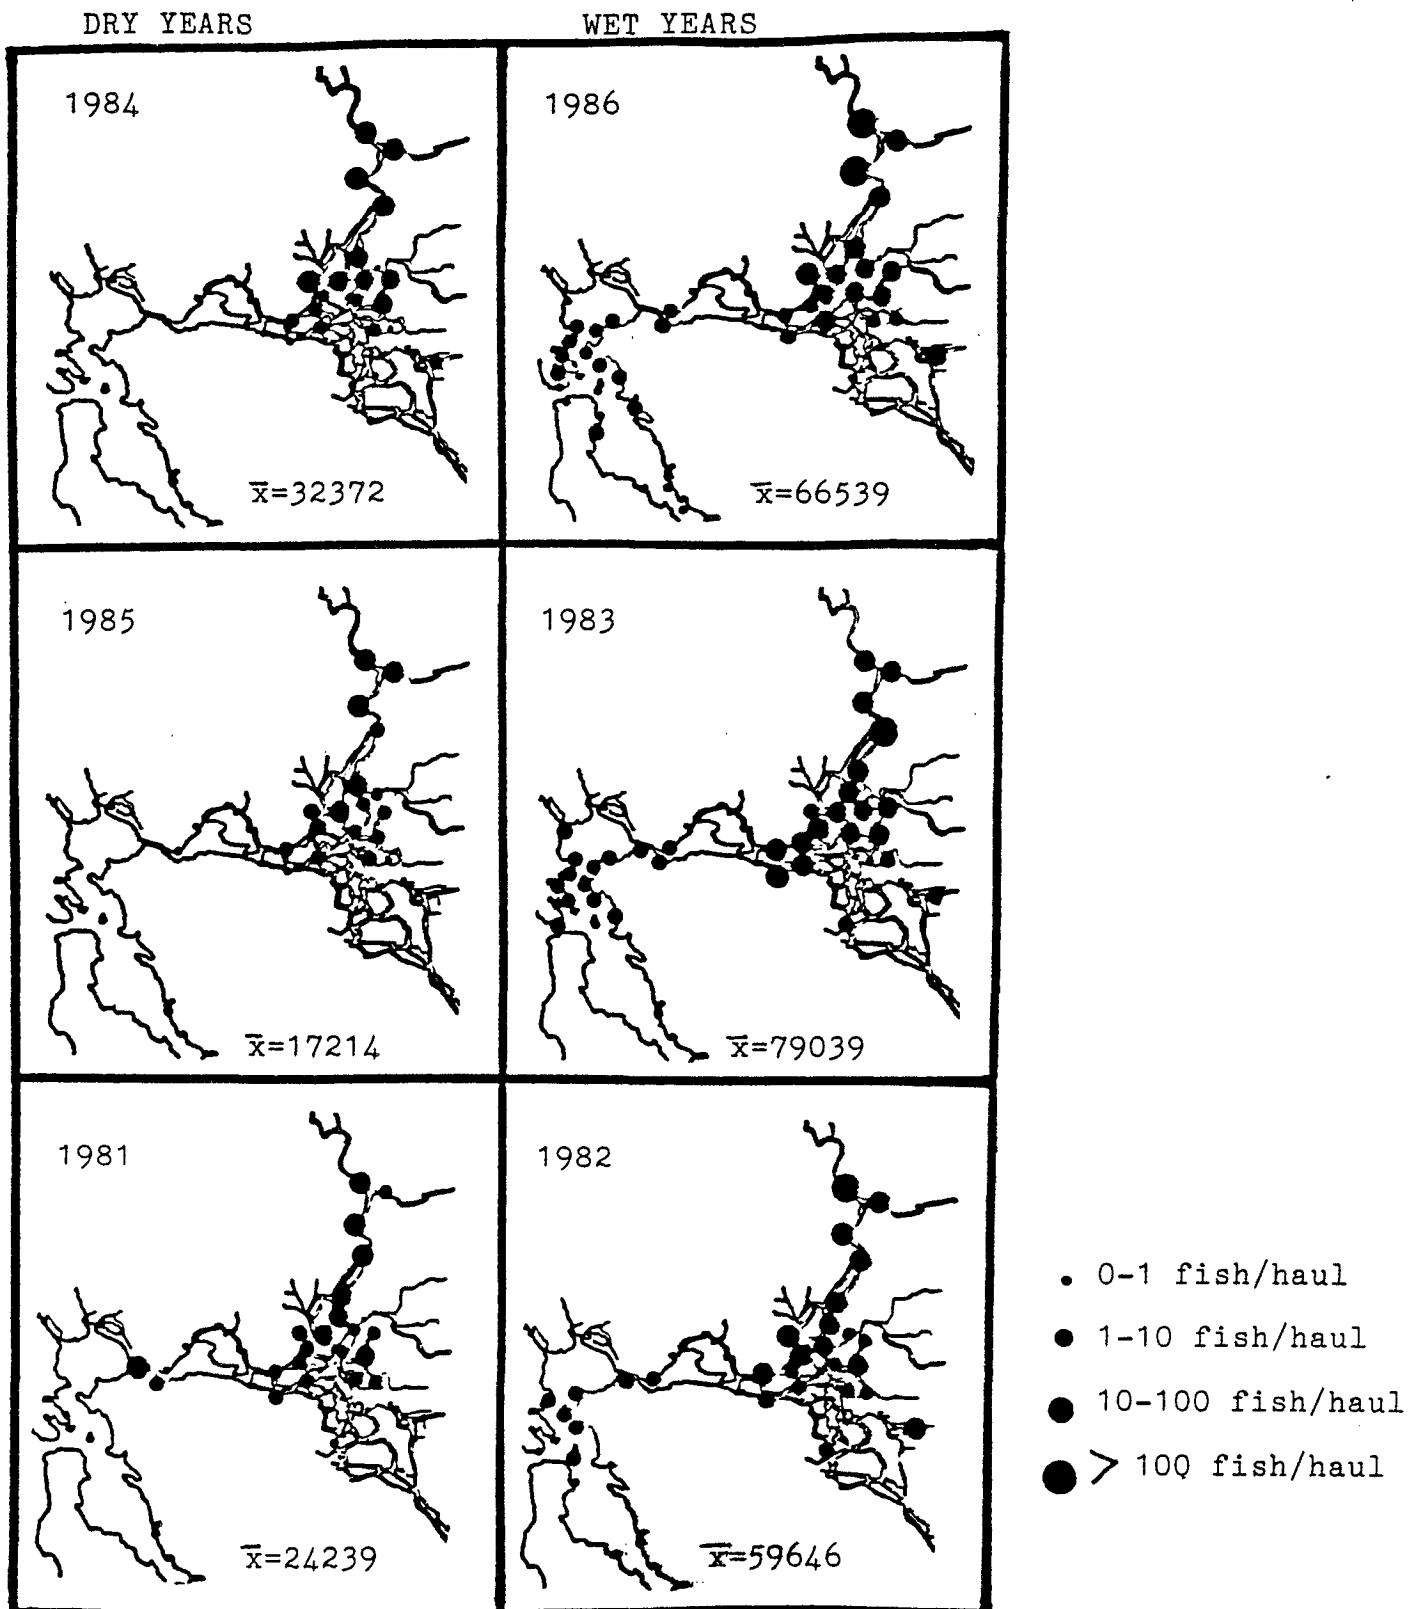 DRY YEARS
WET YEARS
1984
1986
x̅=32372
x̅=66539
1985
1983
x̅=17214
x̅=79039
1981
1982
x̅=24239
x̅=59646
0-1 fish/haul
1-10 fish/haul
10-100 fish/haul
> 100 fish/haul